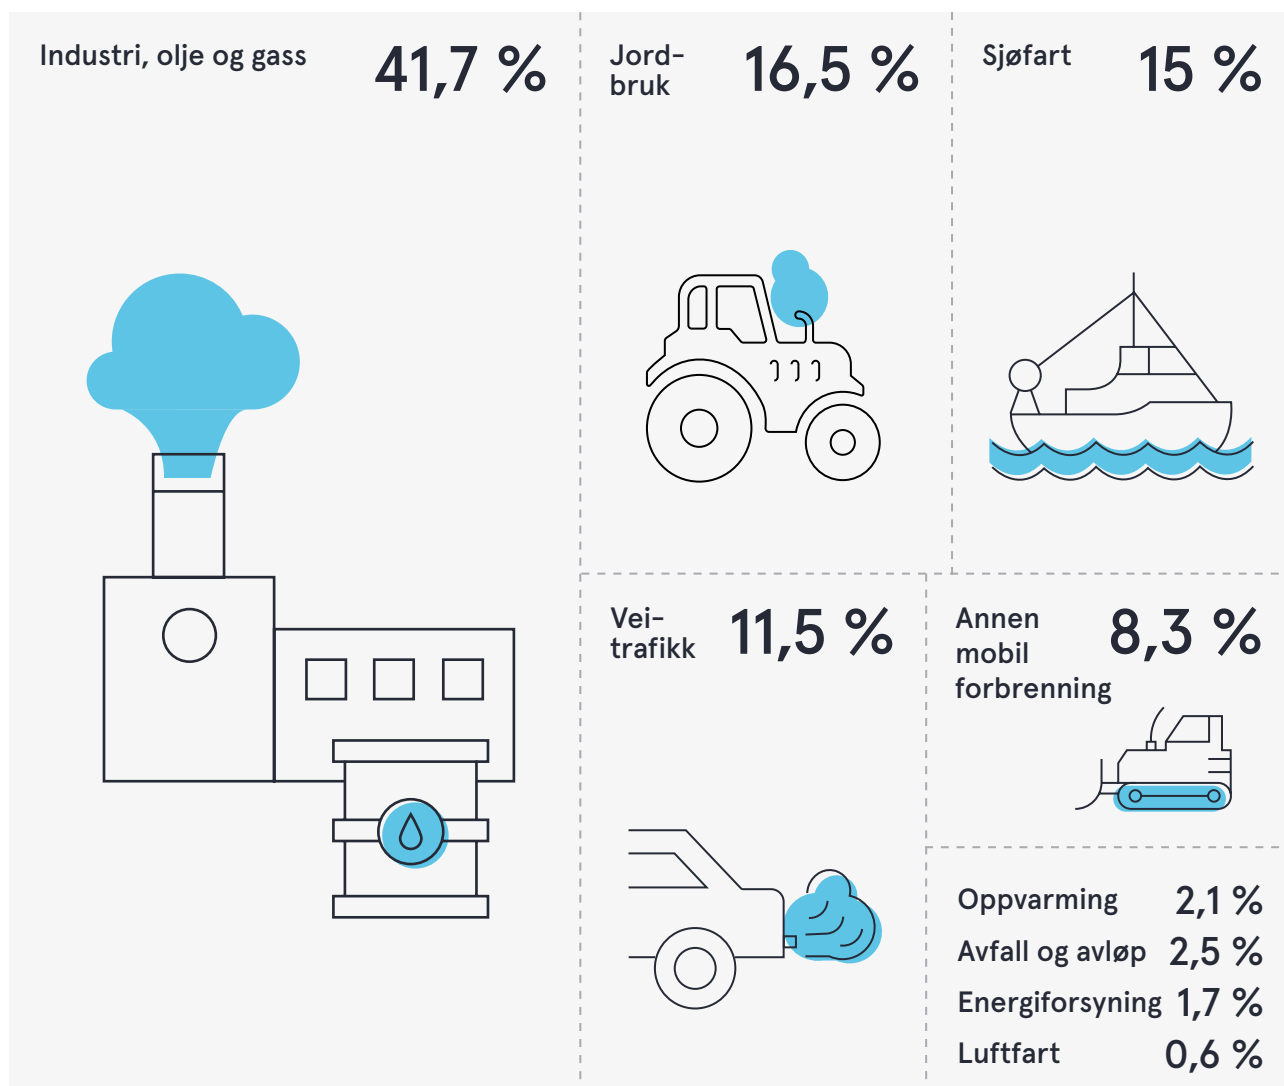 Industri, olje og gass 41,7 %
Jord-
bruk 16,5 %
Sjøfart 15 %
Vei-
trafikk 11,5 %
Annen
mobil
forbrenning 8,3 %
Oppvarming 2,1 %
Avfall og avløp 2,5 %
Energiforsyning 1,7 %
Luftfart 0,6 %